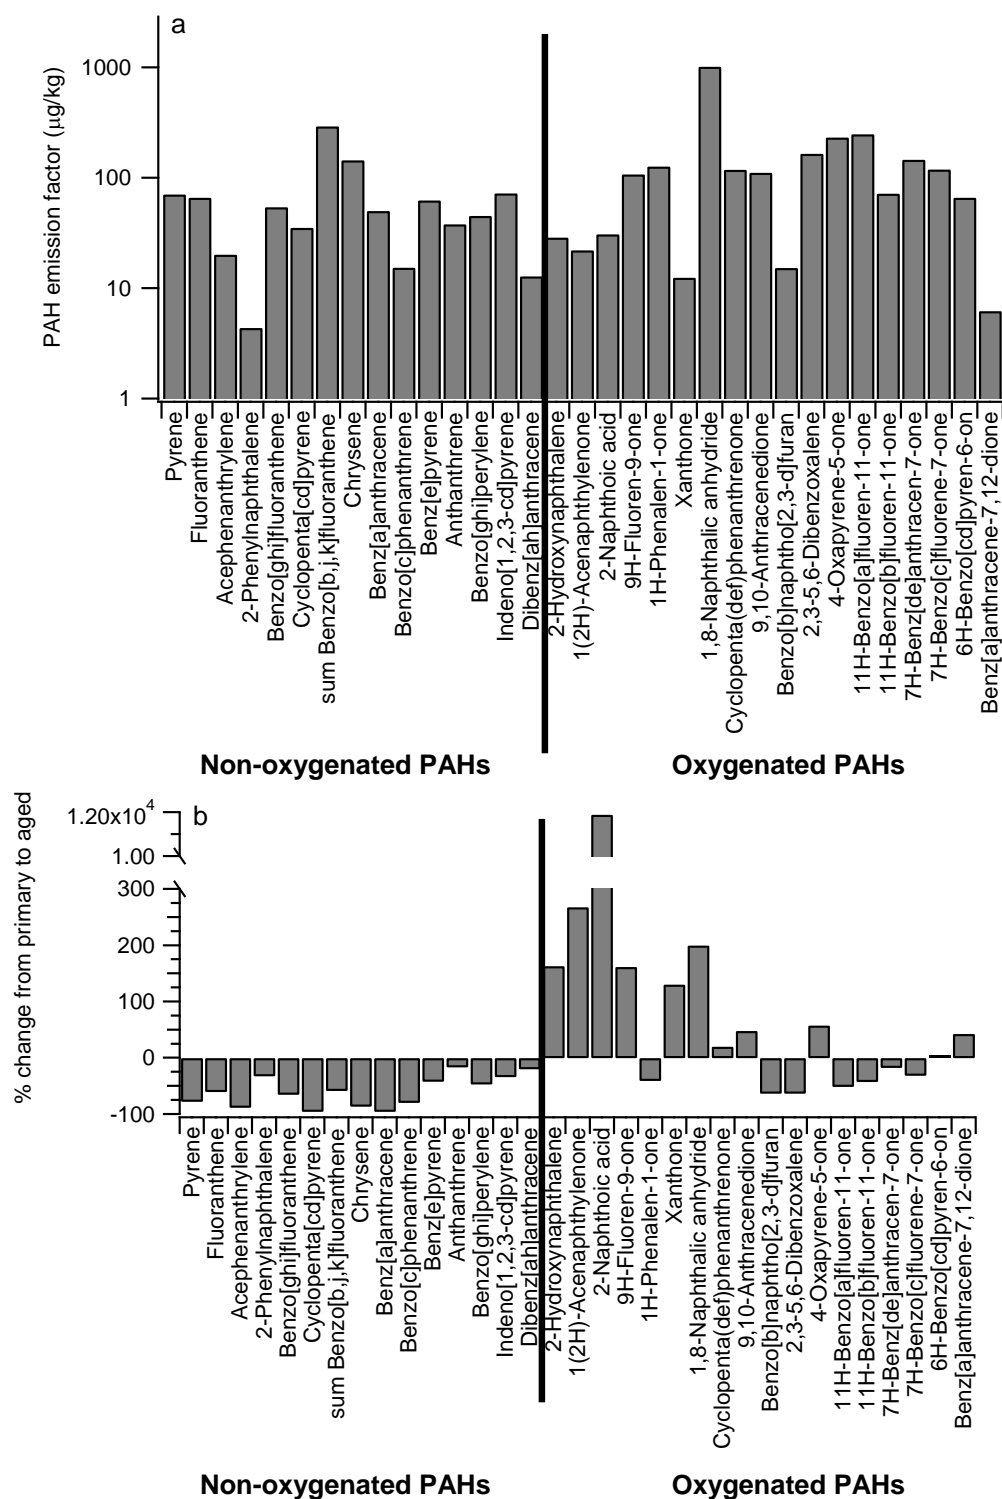 a
PAH emission factor (µg/kg)
1000
100
10
1
Pyrene
Fluoranthene
Acephenanthrylene
2-Phenylnaphthalene
Benzo[ghi]fluoranthene
Cyclopenta[cd]pyrene
sum Benzo[b,j,k]fluoranthene
Chrysene
Benz[a]anthracene
Benzo[c]phenanthrene
Benz[e]pyrene
Anthanthrene
Benzo[ghi]perylene
Indeno[1,2,3-cd]pyrene
Dibenz[ah]anthracene
2-Hydroxynaphthalene
1(2H)-Acenaphthylenone
2-Naphthoic acid
9H-Fluoren-9-one
1H-Phenalen-1-one
Xanthone
1,8-Naphthalic anhydride
Cyclopenta(def)phenanthrenone
9,10-Anthracenedione
Benzo[b]naphtho[2,3-d]furan
2,3-5,6-Dibenzoxalene
4-Oxapyrene-5-one
11H-Benzo[a]fluoren-11-one
11H-Benzo[b]fluoren-11-one
7H-Benz[de]anthracen-7-one
7H-Benzo[c]fluorene-7-one
6H-Benzo[cd]pyren-6-on
Benz[a]anthracene-7,12-dione
Non-oxygenated PAHs
Oxygenated PAHs
b
% change from primary to aged
1.20x10⁴
1.00
300
200
100
0
-100
Pyrene
Fluoranthene
Acephenanthrylene
2-Phenylnaphthalene
Benzo[ghi]fluoranthene
Cyclopenta[cd]pyrene
sum Benzo[b,j,k]fluoranthene
Chrysene
Benz[a]anthracene
Benzo[c]phenanthrene
Benz[e]pyrene
Anthanthrene
Benzo[ghi]perylene
Indeno[1,2,3-cd]pyrene
Dibenz[ah]anthracene
2-Hydroxynaphthalene
1(2H)-Acenaphthylenone
2-Naphthoic acid
9H-Fluoren-9-one
1H-Phenalen-1-one
Xanthone
1,8-Naphthalic anhydride
Cyclopenta(def)phenanthrenone
9,10-Anthracenedione
Benzo[b]naphtho[2,3-d]furan
2,3-5,6-Dibenzoxalene
4-Oxapyrene-5-one
11H-Benzo[a]fluoren-11-one
11H-Benzo[b]fluoren-11-one
7H-Benz[de]anthracen-7-one
7H-Benzo[c]fluorene-7-one
6H-Benzo[cd]pyren-6-on
Benz[a]anthracene-7,12-dione
Non-oxygenated PAHs
Oxygenated PAHs